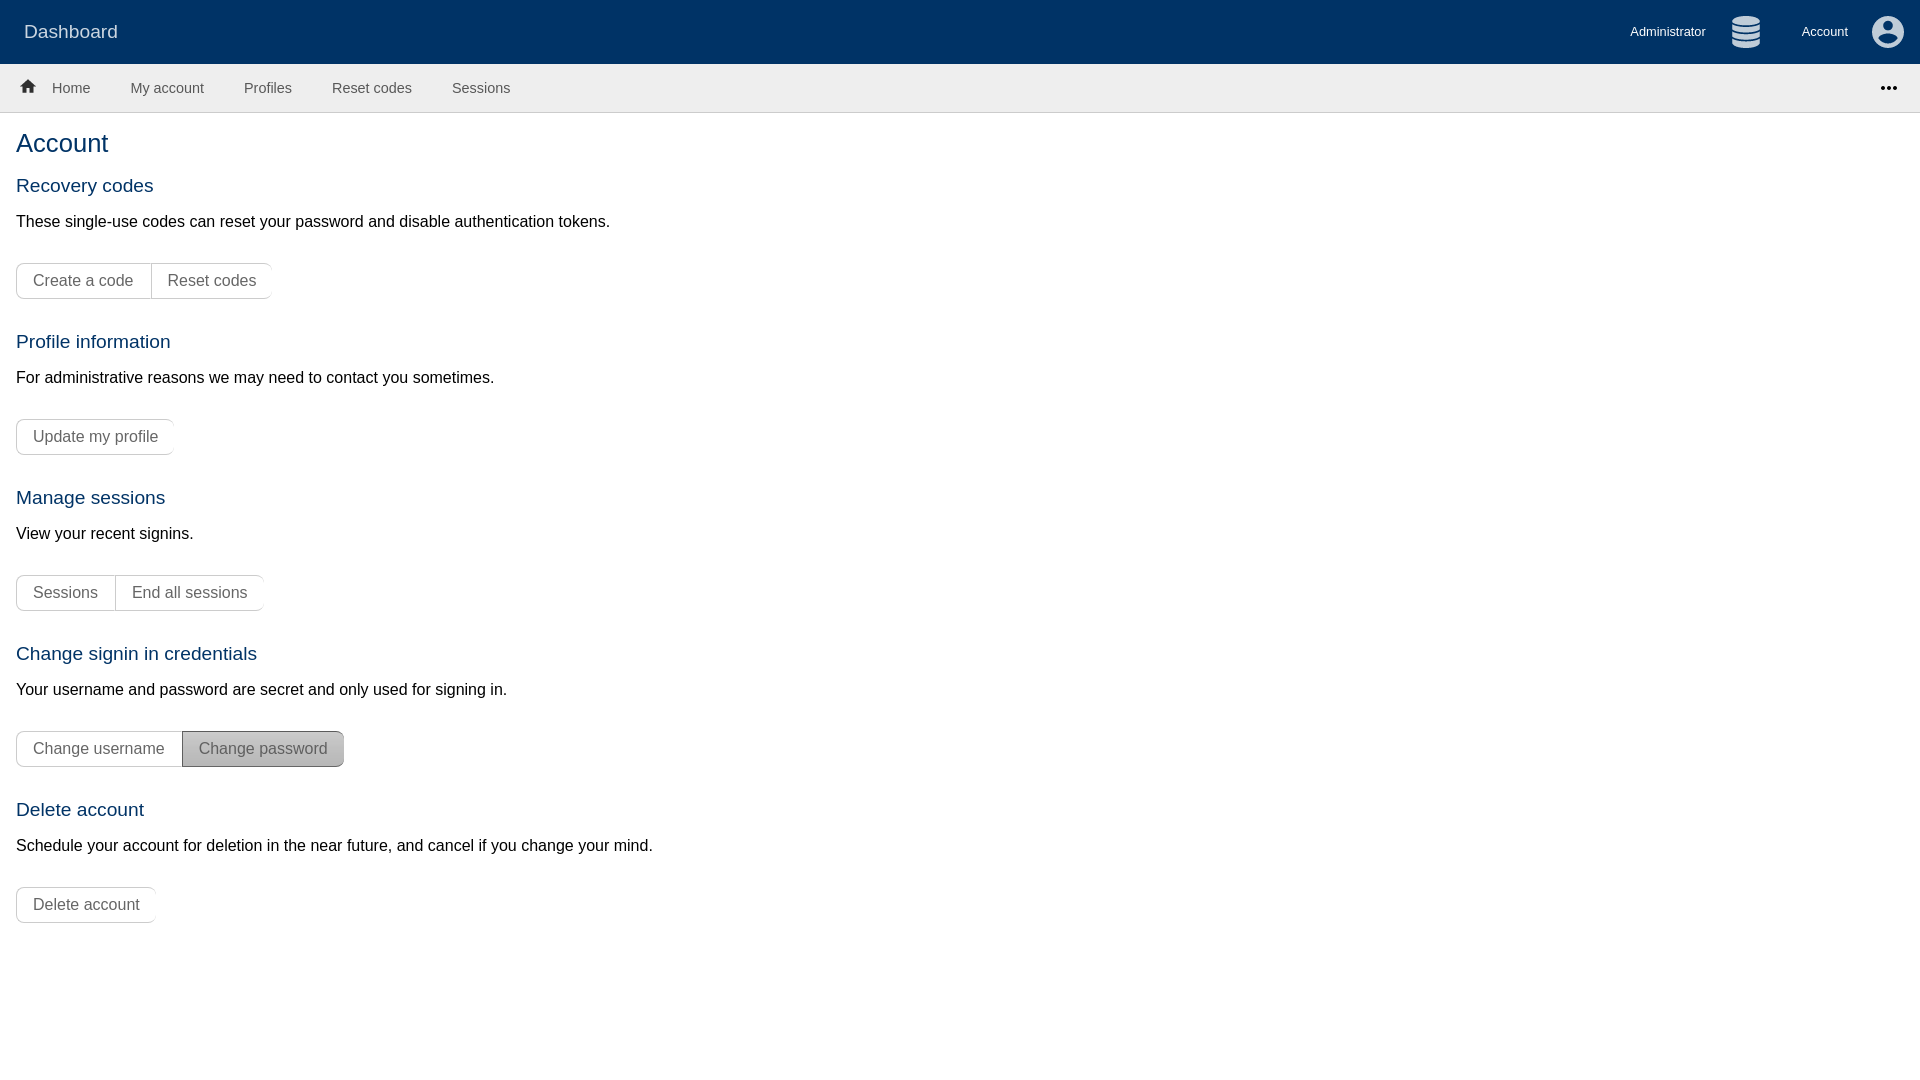 Dashboard
Administrator
Account
Home
My account
Profiles
Reset codes
Sessions
Account
Recovery codes
These single-use codes can reset your password and disable authentication tokens.
Create a code
Reset codes
Profile information
For administrative reasons we may need to contact you sometimes.
Update my profile
Manage sessions
View your recent signins.
Sessions
End all sessions
Change signin in credentials
Your username and password are secret and only used for signing in.
Change username
Change password
Delete account
Schedule your account for deletion in the near future, and cancel if you change your mind.
Delete account